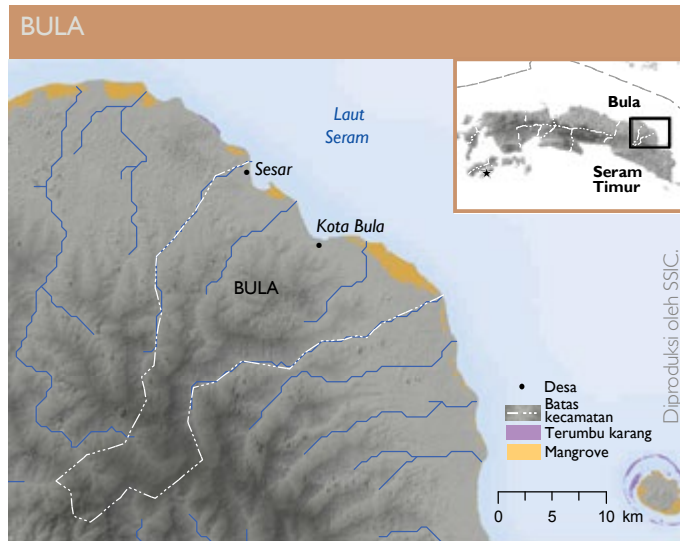 BULA
Laut
Seram
Bula
Seram
Timur
Sesar
Kota Bula
BULA
Desa
Batas
kecamatan
Terumbu karang
Mangrove
0 5 10 km
Diproduksi oleh SSIC.